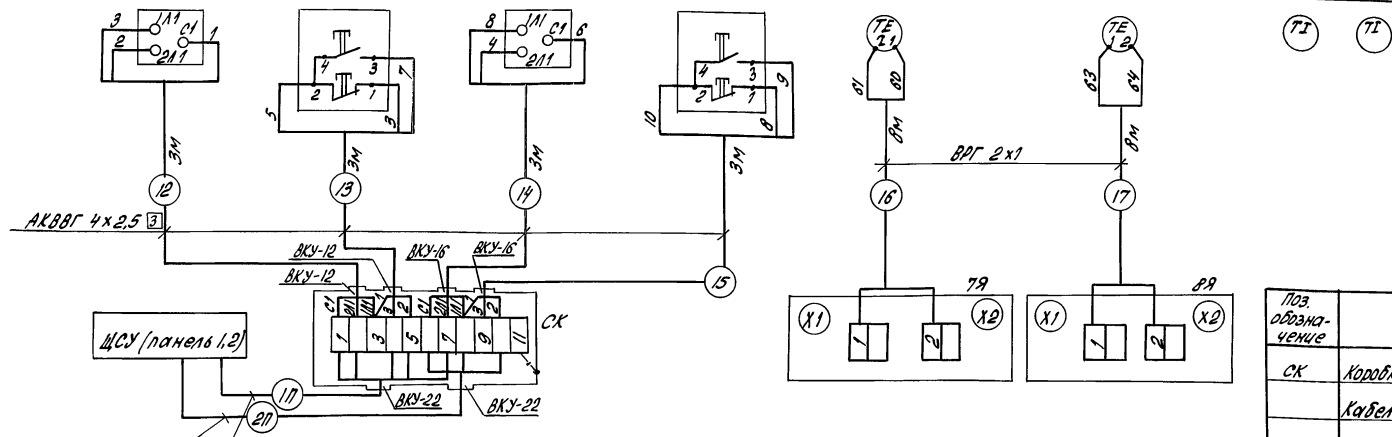 3 1Л1 С1 1
2 2Л1
4 3 7
2 1
5 3
8 1Л1 С1 6
4 2Л1
4 3 9
2 1
10 8
ТЕ
2 1
61 60
ТЕ
1 2
63 64
TI TI
3М 3М 3М 3М 8М 8М
ВРГ 2х1
12 13 14 16 17
АКВВГ 4х2,5 3
ВКУ-12 ВКУ-16 ВКУ-16
ВКУ-12
15
С1 2Л1 1Л1 3 2 С1 2Л1 1Л1 3 2
1 3 5 7 9 11
СК
7Я 8Я
Х1 Х2 Х1 Х2
1 2 1 2
ЩСУ (панель 1,2)
1П
2П
ВКУ-22 ВКУ-22
Поз.
обозна-
чение
СК Коробк
Кабел